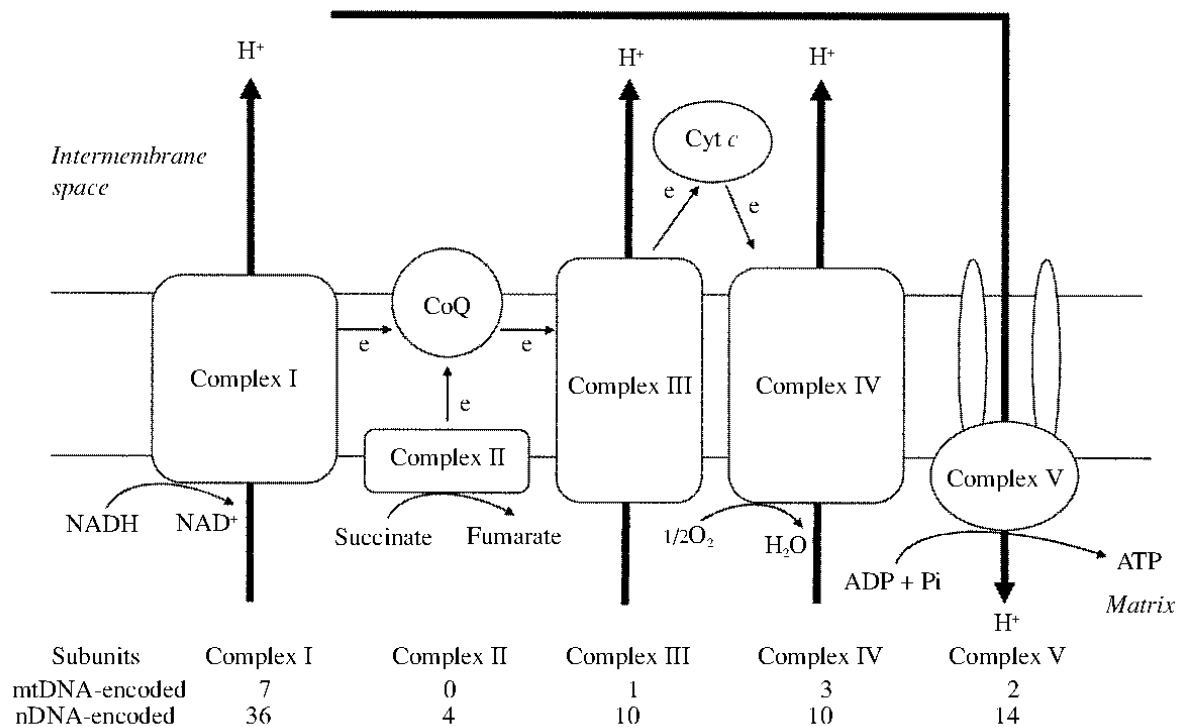 H⁺
H⁺
H⁺
Cyt c
Intermembrane
space
e
e
CoQ
Complex I
e
e
Complex III
Complex IV
e
Complex II
Complex V
NADH
NAD⁺
Succinate
Fumarate
1/2O₂
H₂O
ADP + Pi
ATP
Matrix
H⁺
Subunits Complex I Complex II Complex III Complex IV Complex V
mtDNA-encoded 7 0 1 3 2
nDNA-encoded 36 4 10 10 14